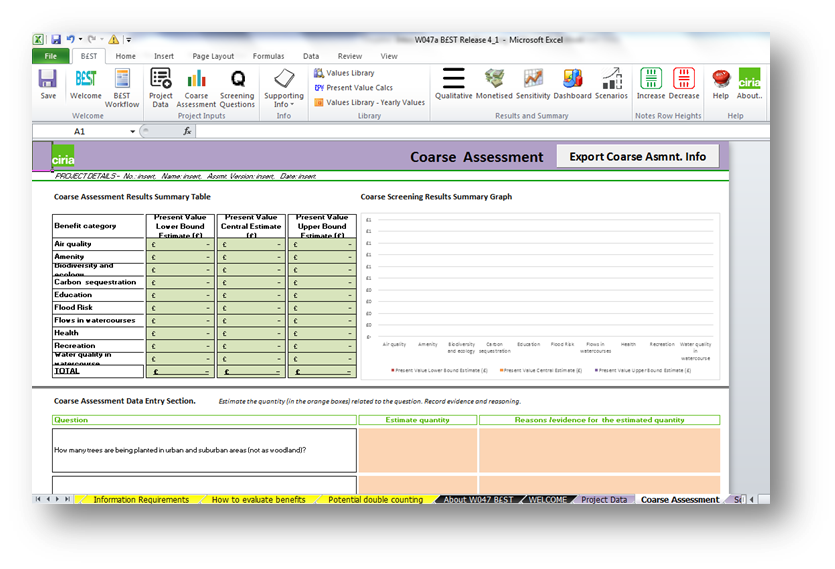 W047a B£ST Release 4_1 - Microsoft Excel
File B£ST Home Insert Page Layout Formulas Data Review View
Save Welcome B£ST Workflow Project Data Coarse Assessment Screening Questions Supporting Info
Values Library
Present Value Calcs
Values Library - Yearly Values
Qualitative Monetised Sensitivity Dashboard Scenarios Increase Decrease Help About..
Welcome Project Inputs Info Library Results and Summary Notes Row Heights Help
A1 fx
ciria Coarse Assessment Export Coarse Asmnt. Info
PROJECT DETAILS - No.: insert, Name: insert, Assmt. Version: insert, Date: insert.
Coarse Assessment Results Summary Table Coarse Screening Results Summary Graph
Benefit category Present Value Lower Bound Estimate (£) Present Value Central Estimate (£) Present Value Upper Bound Estimate (£)
Air quality £ - £ - £ -
Amenity £ - £ - £ -
Biodiversity and ecology £ - £ - £ -
Carbon sequestration £ - £ - £ -
Education £ - £ - £ -
Flood Risk £ - £ - £ -
Flows in watercourses £ - £ - £ -
Health £ - £ - £ -
Recreation £ - £ - £ -
Water quality in watercourse £ - £ - £ -
TOTAL £ - £ - £ -
£1
£1
£1
£1
£1
£1
£0
£0
£0
£0
£-
Air quality Amenity Biodiversity and ecology Carbon sequestration Education Flood Risk Flows in watercourses Health Recreation Water quality in watercourse
Present Value Lower Bound Estimate (£) Present Value Central Estimate (£) Present Value Upper Bound Estimate (£)
Coarse Assessment Data Entry Section. Estimate the quantity (in the orange boxes) related to the question. Record evidence and reasoning.
Question Estimate quantity Reasons /evidence for the estimated quantity
How many trees are being planted in urban and suburban areas (not as woodland)?
Information Requirements How to evaluate benefits Potential double counting About W047 B£ST WELCOME Project Data Coarse Assessment